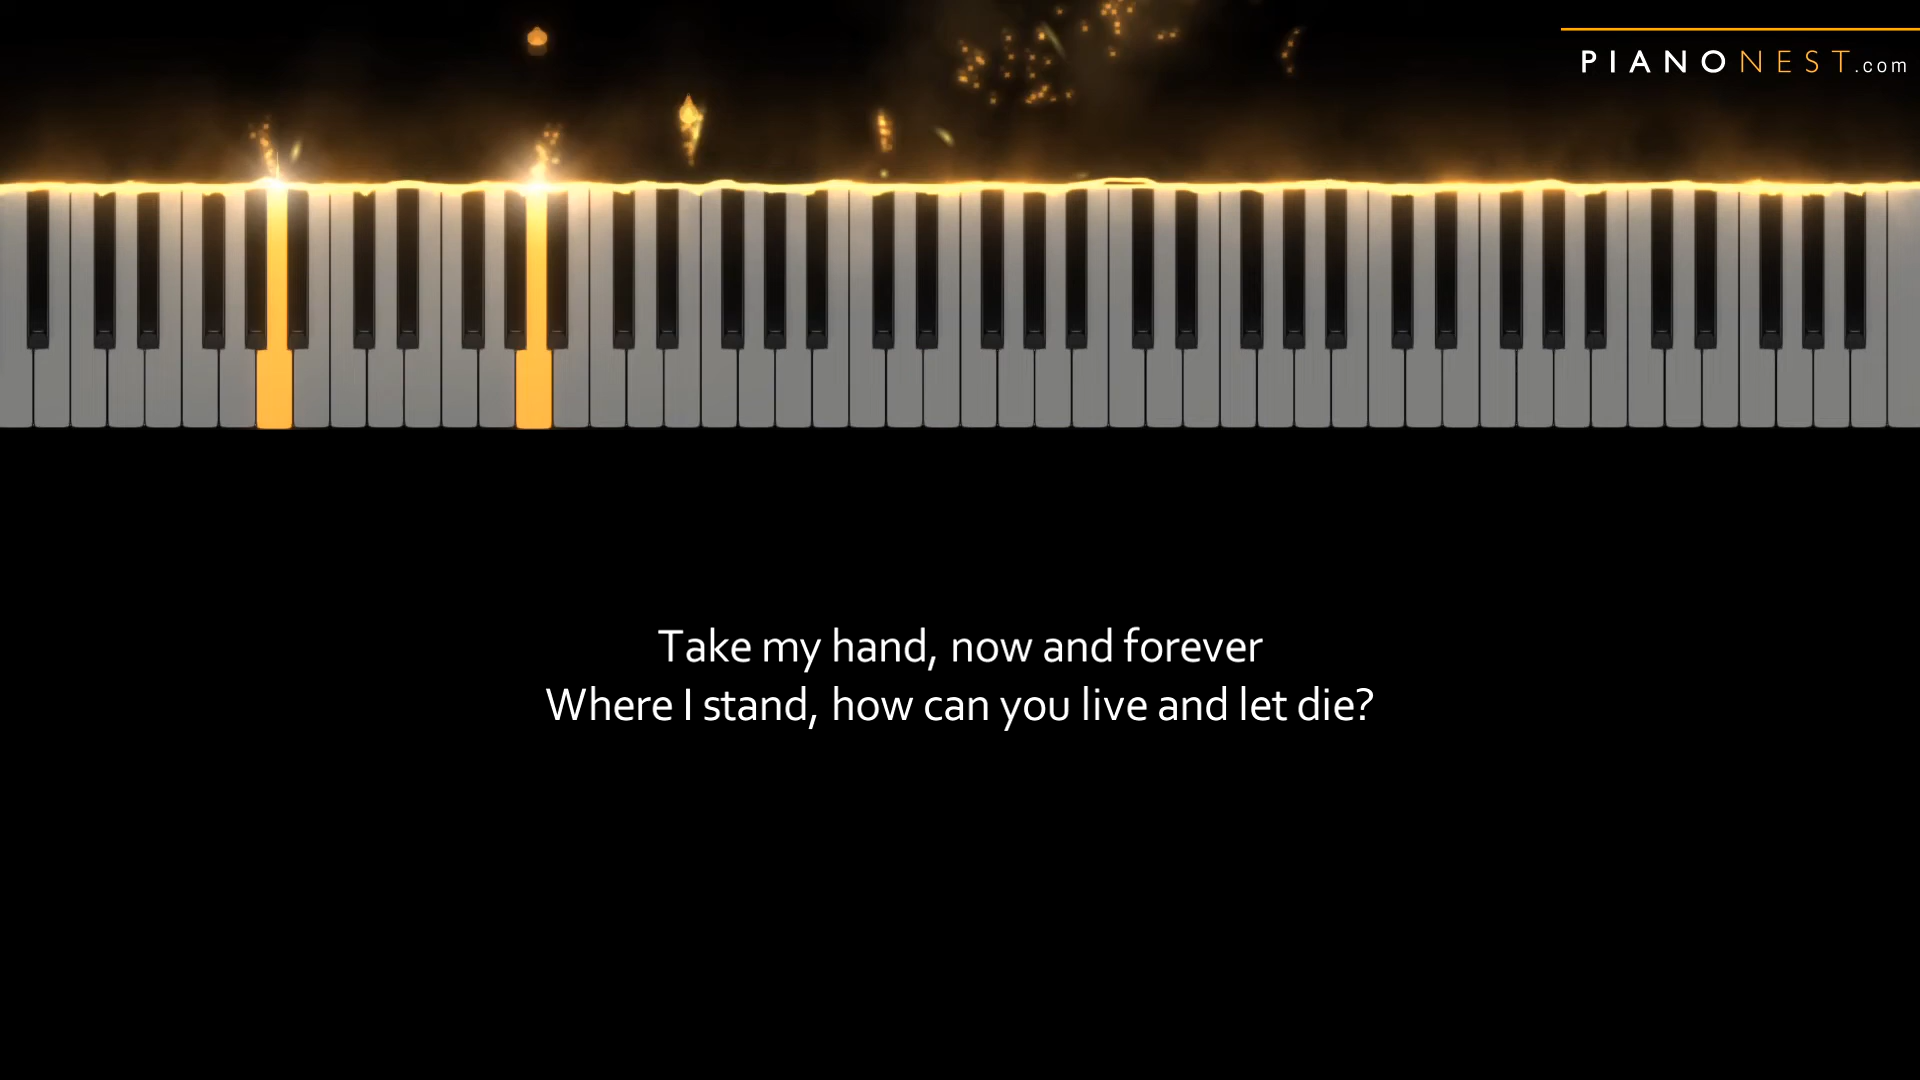 PIANONEST.com
Take my hand, now and forever
Where I stand, how can you live and let die?